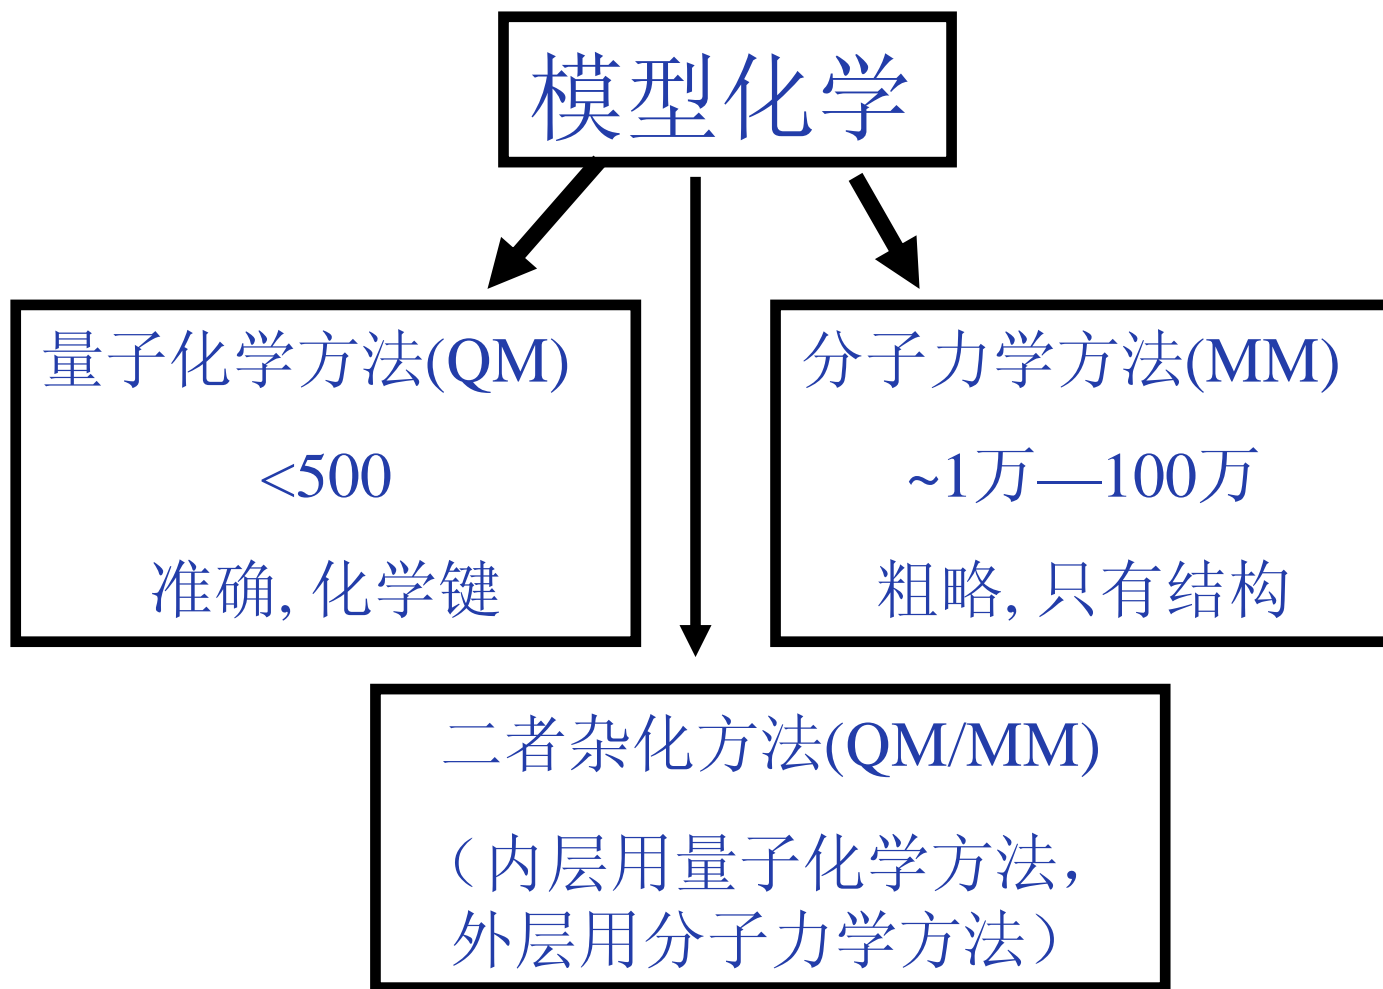 模型化学
量子化学方法(QM)
<500
准确, 化学键
分子力学方法(MM)
~1万—100万
粗略, 只有结构
二者杂化方法(QM/MM)
（内层用量子化学方法，
外层用分子力学方法）